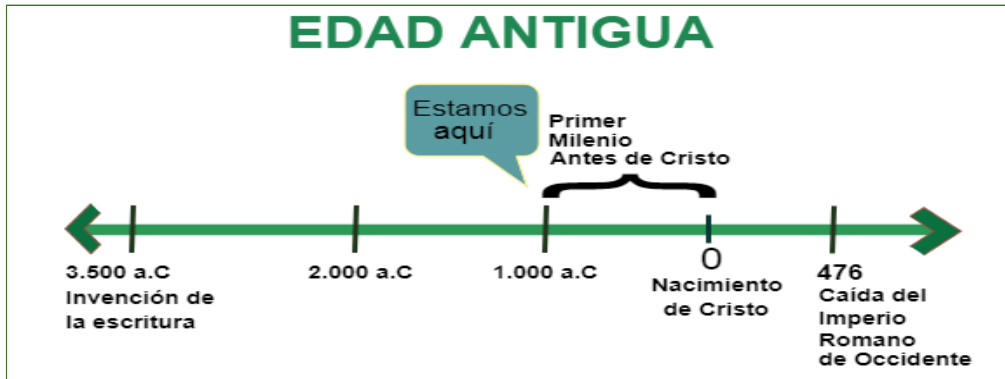 EDAD ANTIGUA
Estamos
aquí
Primer
Milenio
Antes de Cristo
3.500 a.C
Invención de
la escritura
2.000 a.C
1.000 a.C
0
Nacimiento
de Cristo
476
Caída del
Imperio
Romano
de Occidente